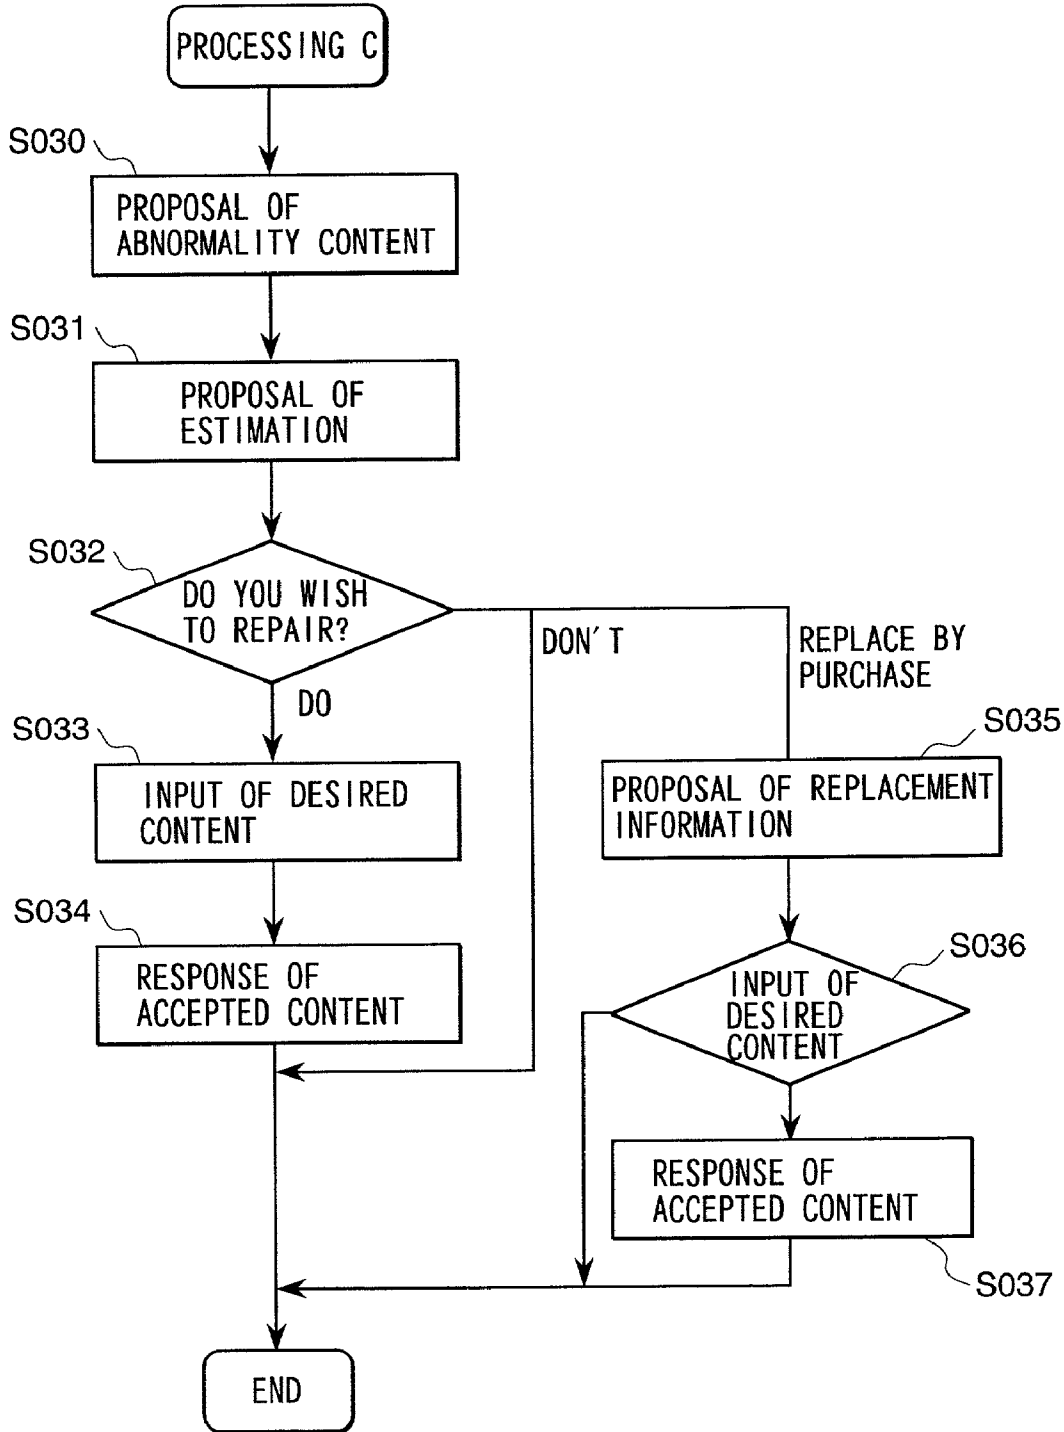 PROCESSING C
S030
PROPOSAL OF
ABNORMALITY CONTENT
S031
PROPOSAL OF
ESTIMATION
S032
DO YOU WISH
TO REPAIR?
DON'T
REPLACE BY
PURCHASE
DO
S033
INPUT OF DESIRED
CONTENT
S035
PROPOSAL OF REPLACEMENT
INFORMATION
S034
RESPONSE OF
ACCEPTED CONTENT
S036
INPUT OF
DESIRED
CONTENT
RESPONSE OF
ACCEPTED CONTENT
S037
END